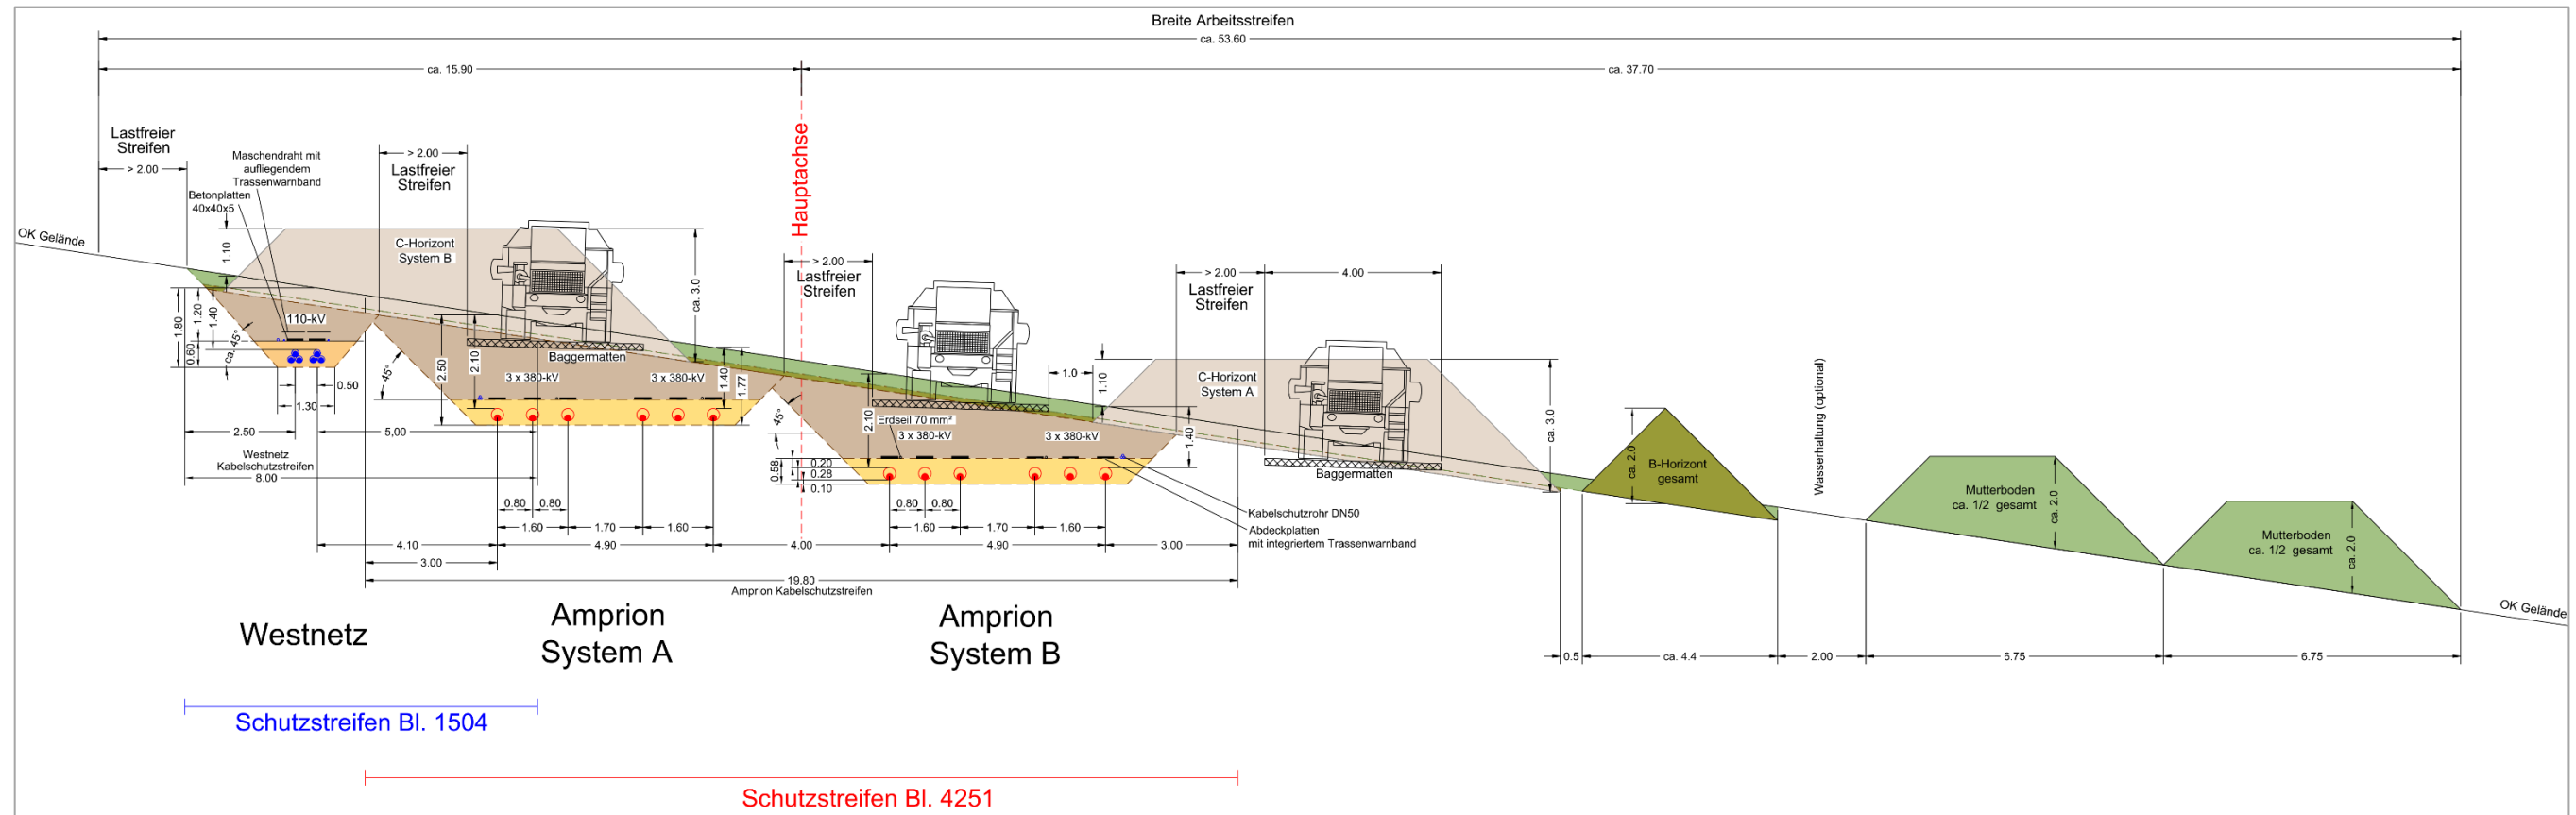 Breite Arbeitsstreifen
ca. 53.60
ca. 15.90
ca. 37.70
Lastfreier
Streifen
> 2.00
Maschendraht mit
aufliegendem
Trassenwarnband
Betonplatten
40x40x5
> 2.00
Lastfreier
Streifen
Hauptachse
OK Gelände
1.10
C-Horizont
System B
ca. 3.0
> 2.00
Lastfreier
Streifen
> 2.00
Lastfreier
Streifen
4.00
1.80
1.20
1.40
0.60
ca. 45°
110-kV
0.50
1.30
2.50
5,00
Westnetz
Kabelschutzstreifen
8.00
45°
2.50
2.10
Baggermatten
3 x 380-kV
3 x 380-kV
1.40
1.77
45°
2.10
1.0
1.10
Erdseil 70 mm²
3 x 380-kV
3 x 380-kV
1.40
0.58
0.20
0.28
0.10
C-Horizont
System A
Baggermatten
ca. 3.0
ca. 2.0
B-Horizont
gesamt
Wasserhaltung (optional)
Mutterboden
ca. 1/2 gesamt
ca. 2.0
Mutterboden
ca. 1/2 gesamt
ca. 2.0
OK Gelände
0.80
0.80
1.60
1.70
1.60
0.80
0.80
1.60
1.70
1.60
Kabelschutzrohr DN50
Abdeckplatten
mit integriertem Trassenwarnband
4.10
4.90
4.00
4.90
3.00
3.00
19.80
Amprion Kabelschutzstreifen
0.5
ca. 4.4
2.00
6.75
6.75
Westnetz
Amprion
System A
Amprion
System B
Schutzstreifen Bl. 1504
Schutzstreifen Bl. 4251